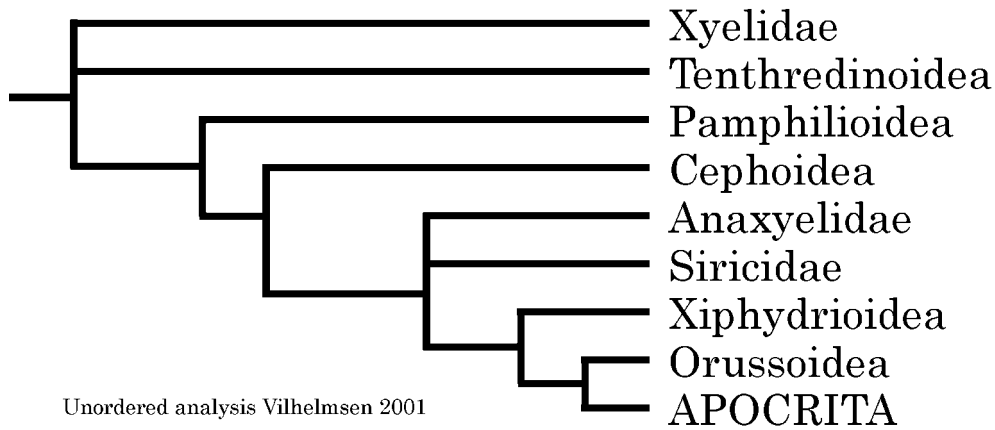 Xyelidae
Tenthredinoidea
Pamphilioidea
Cephoidea
Anaxyelidae
Siricidae
Xiphydrioidea
Orussoidea
APOCRITA
Unordered analysis Vilhelmsen 2001